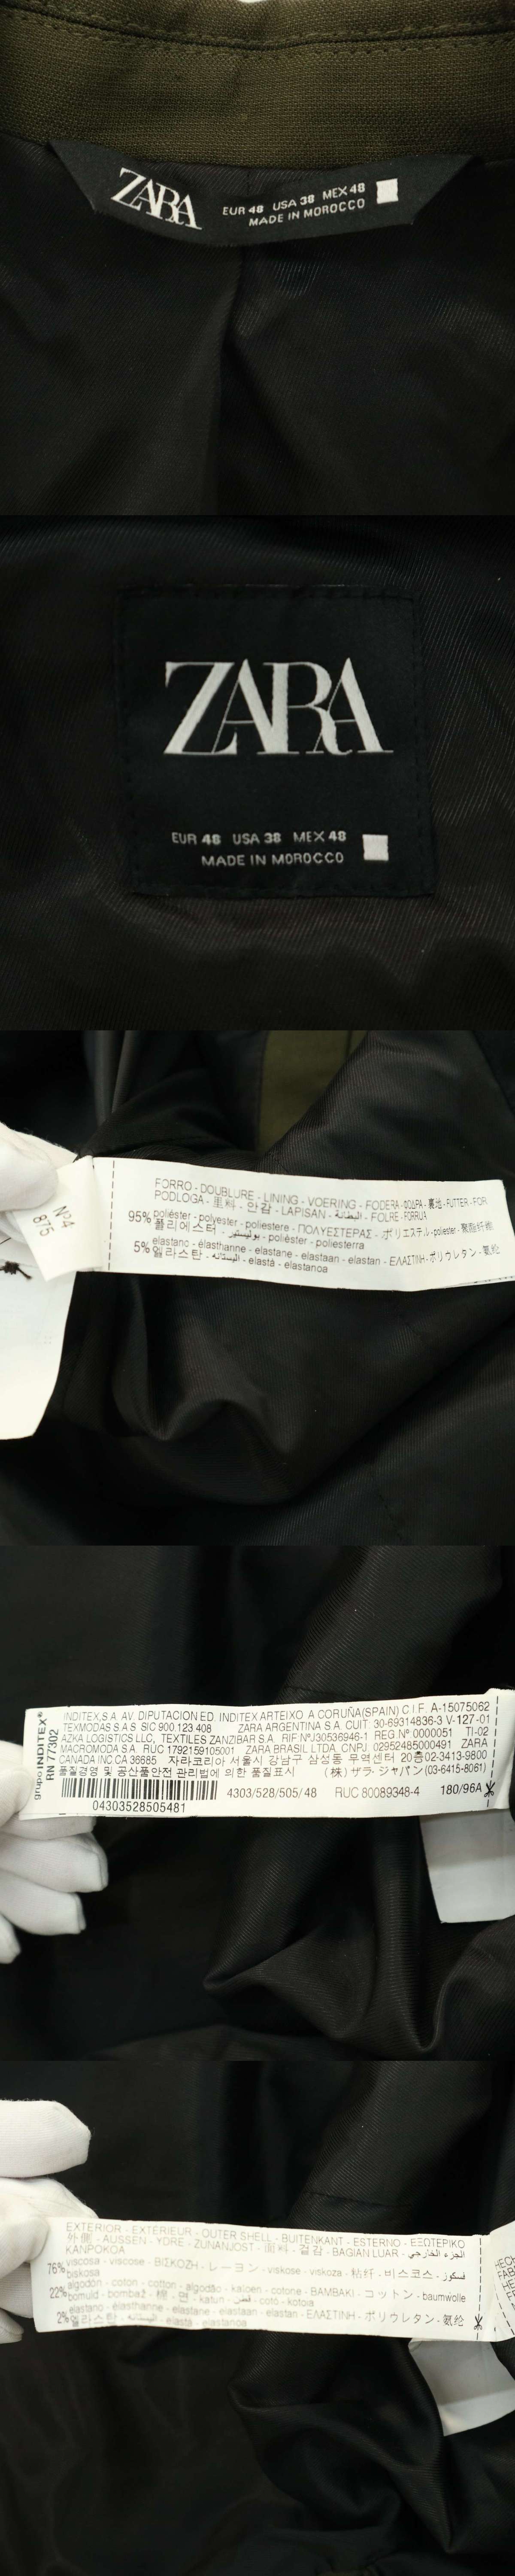 ZARA
EUR 48 USA 38 MEX 48
MADE IN MOROCCO
ZARA
EUR 48 USA 38 MEX 48
MADE IN MOROCCO
Nº4
875
FORRO - DOUBLURE - LINING - VOERING - FODERA - ΦΟΔΡΑ - 裏地 - FUTTER - FOR
PODLOGA - 里料 - 안감 - LAPISAN - البطانة - FOLRE - FORRUA
95% poliéster - polyester - poliestere - ΠΟΛΥΕΣΤΕΡΑΣ - ポリエステル - poliester - 聚酯纤维
폴리에스터 - بوليستير - polièster - poliesterra
5% elastano - élasthanne - elastane - elastaan - elastan - ΕΛΑΣΤΙΝΗ - ポリウレタン - 氨纶
엘라스탄 - اليستانه - elastà - elastanoa
grupo INDITEX®
RN 77302
INDITEX,S.A. AV. DIPUTACION ED. INDITEX ARTEIXO A CORUÑA(SPAIN) C.I.F. A-15075062
TEXMODAS S.A.S. SIC 900.123 408 ZARA ARGENTINA S.A. CUIT: 30-69314836-3 V-127-01
AZKA LOGISTICS LLC, TEXTILES ZANZIBAR S.A. RIF NºJ30536946-1 REG Nº 0000051 TI-02
MACROMODA S.A. RUC 1792159105001 ZARA BRASIL LTDA. CNPJ. 02952485000491 ZARA
CANADA INC.CA 36685 자라코리아 서울시 강남구 삼성동 무역센터 20층02-3413-9800
품질경영 및 공산품안전 관리법에 의한 품질표시 (株) ザラ・ジャパン(03-6415-8061)
4303/528/505/ 48 RUC 80089348-4 180/96A
04303528505481
EXTERIOR - EXTERIEUR - OUTER SHELL - BUITENKANT - ESTERNO - ΕΞΩΤΕΡΙΚΟ
外側 - AUSSEN - YDRE - ZUNANJOST - 面料 - 겉감 - BAGIAN LUAR - الجزء الخارجي
KANPOKOA
76% viscosa - viscose - ΒΙΣΚΟΖΗ - レーヨン - viskose - viskoza - 粘纤 - 비스코스 - فسكوز
biskosa
22% algodón - coton - cotton - algodão - katoen - cotone - ΒΑΜΒΑΚΙ - コットン - baumwolle
bomuld - bombaž - 棉 - 면 - katun - قطن - cotó - kotoia
2% elastano - élasthanne - elastane - elastaan - elastan - ΕΛΑΣΤΙΝΗ - ポリウレタン - 氨纶
엘라스탄 - اليستانه - elastà - elastanoa